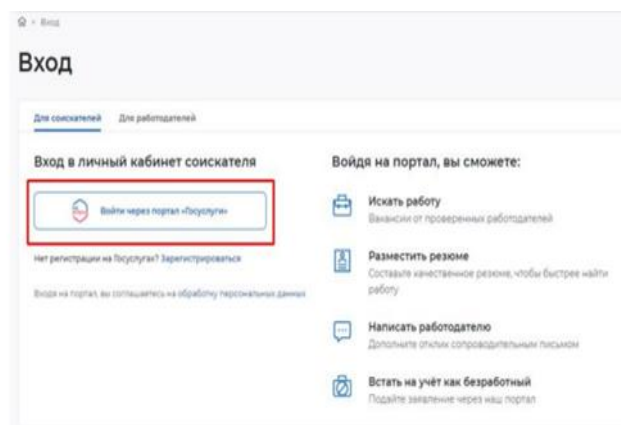 Вход
Вход
Для соискателей Для работодателей
Вход в личный кабинет соискателя
Войти через портал «Госуслуги»
Нет регистрации на Госуслугах? Зарегистрироваться
Входя на портал, вы соглашаетесь на обработку персональных данных
Войдя на портал, вы сможете:
Искать работу
Вакансии от проверенных работодателей
Разместить резюме
Составьте качественное резюме, чтобы быстрее найти
работу
Написать работодателю
Дополните отклик сопроводительным письмом
Встать на учёт как безработный
Подайте заявление через наш портал